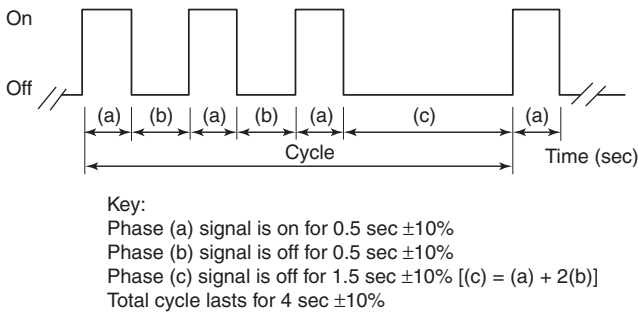 On
Off
(a) (b) (a) (b) (a) (c) (a)
Cycle
Time (sec)
Key:
Phase (a) signal is on for 0.5 sec ±10%
Phase (b) signal is off for 0.5 sec ±10%
Phase (c) signal is off for 1.5 sec ±10% [(c) = (a) + 2(b)]
Total cycle lasts for 4 sec ±10%